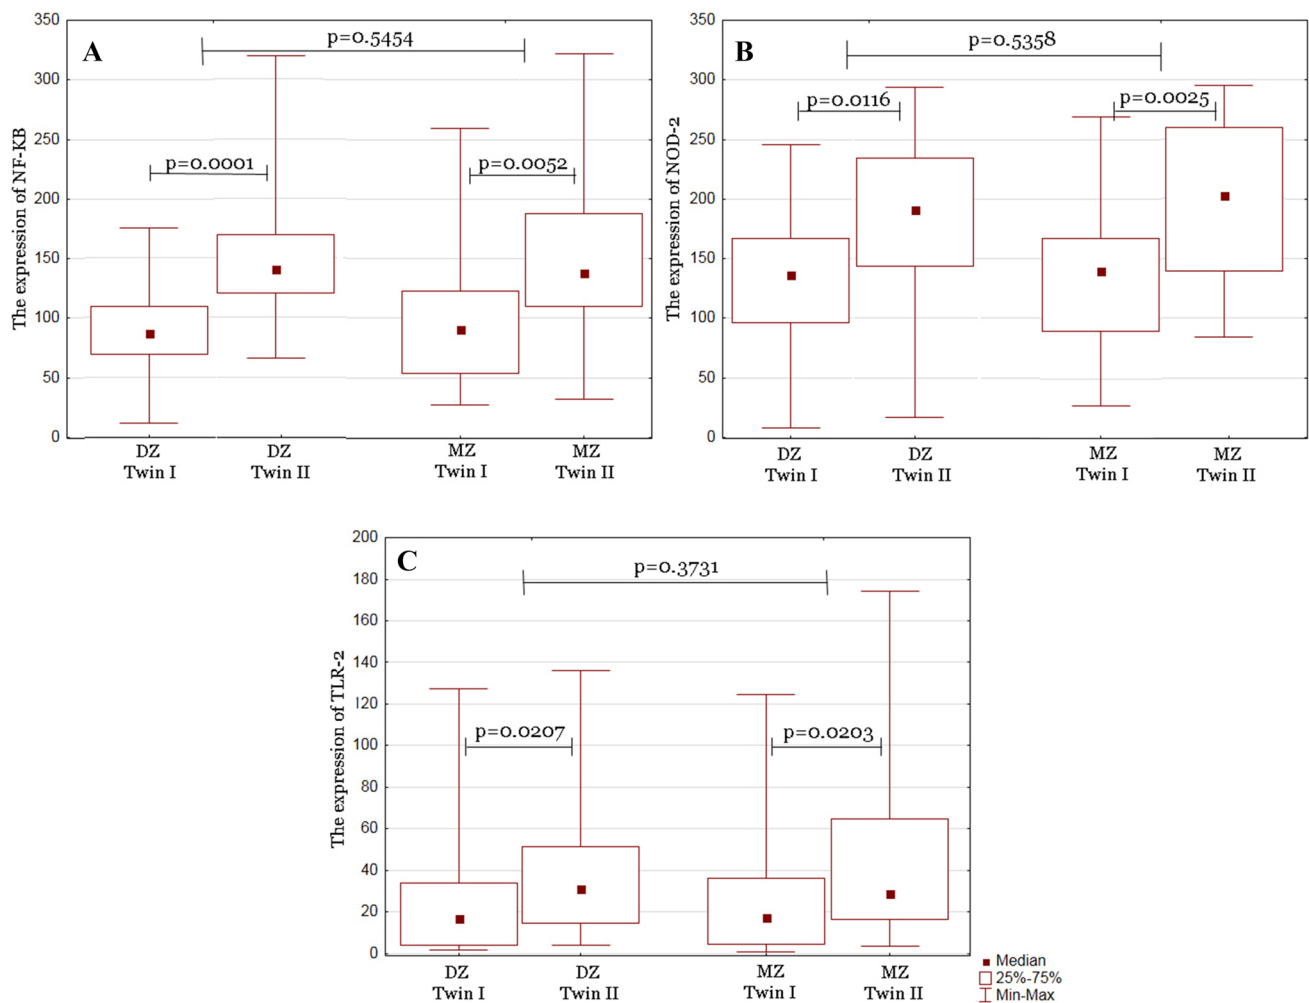 A
The expression of NF-KB
350
300
250
200
150
100
50
0
p=0.5454
p=0.0001
p=0.0052
DZ
Twin I
DZ
Twin II
MZ
Twin I
MZ
Twin II
B
The expression of NOD-2
350
300
250
200
150
100
50
0
p=0.5358
p=0.0116
p=0.0025
DZ
Twin I
DZ
Twin II
MZ
Twin I
MZ
Twin II
C
The expression of TLR-2
200
180
160
140
120
100
80
60
40
20
0
p=0.3731
p=0.0207
p=0.0203
DZ
Twin I
DZ
Twin II
MZ
Twin I
MZ
Twin II
Median
25%-75%
Min-Max